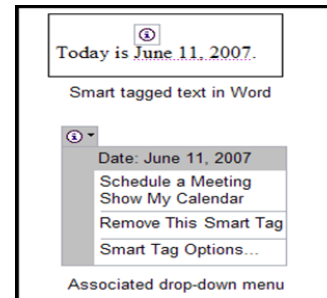 Today is June 11, 2007.
Smart tagged text in Word
Date: June 11, 2007
Schedule a Meeting
Show My Calendar
Remove This Smart Tag
Smart Tag Options...
Associated drop-down menu